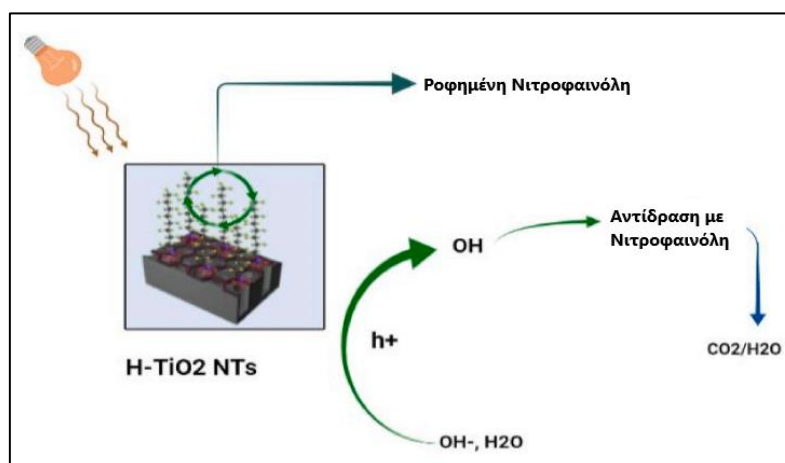 Ροφημένη Νιτροφαινόλη
Αντίδραση με
Νιτροφαινόλη
OH
h+
CO2/H2O
H-TiO2 NTs
OH-, H2O